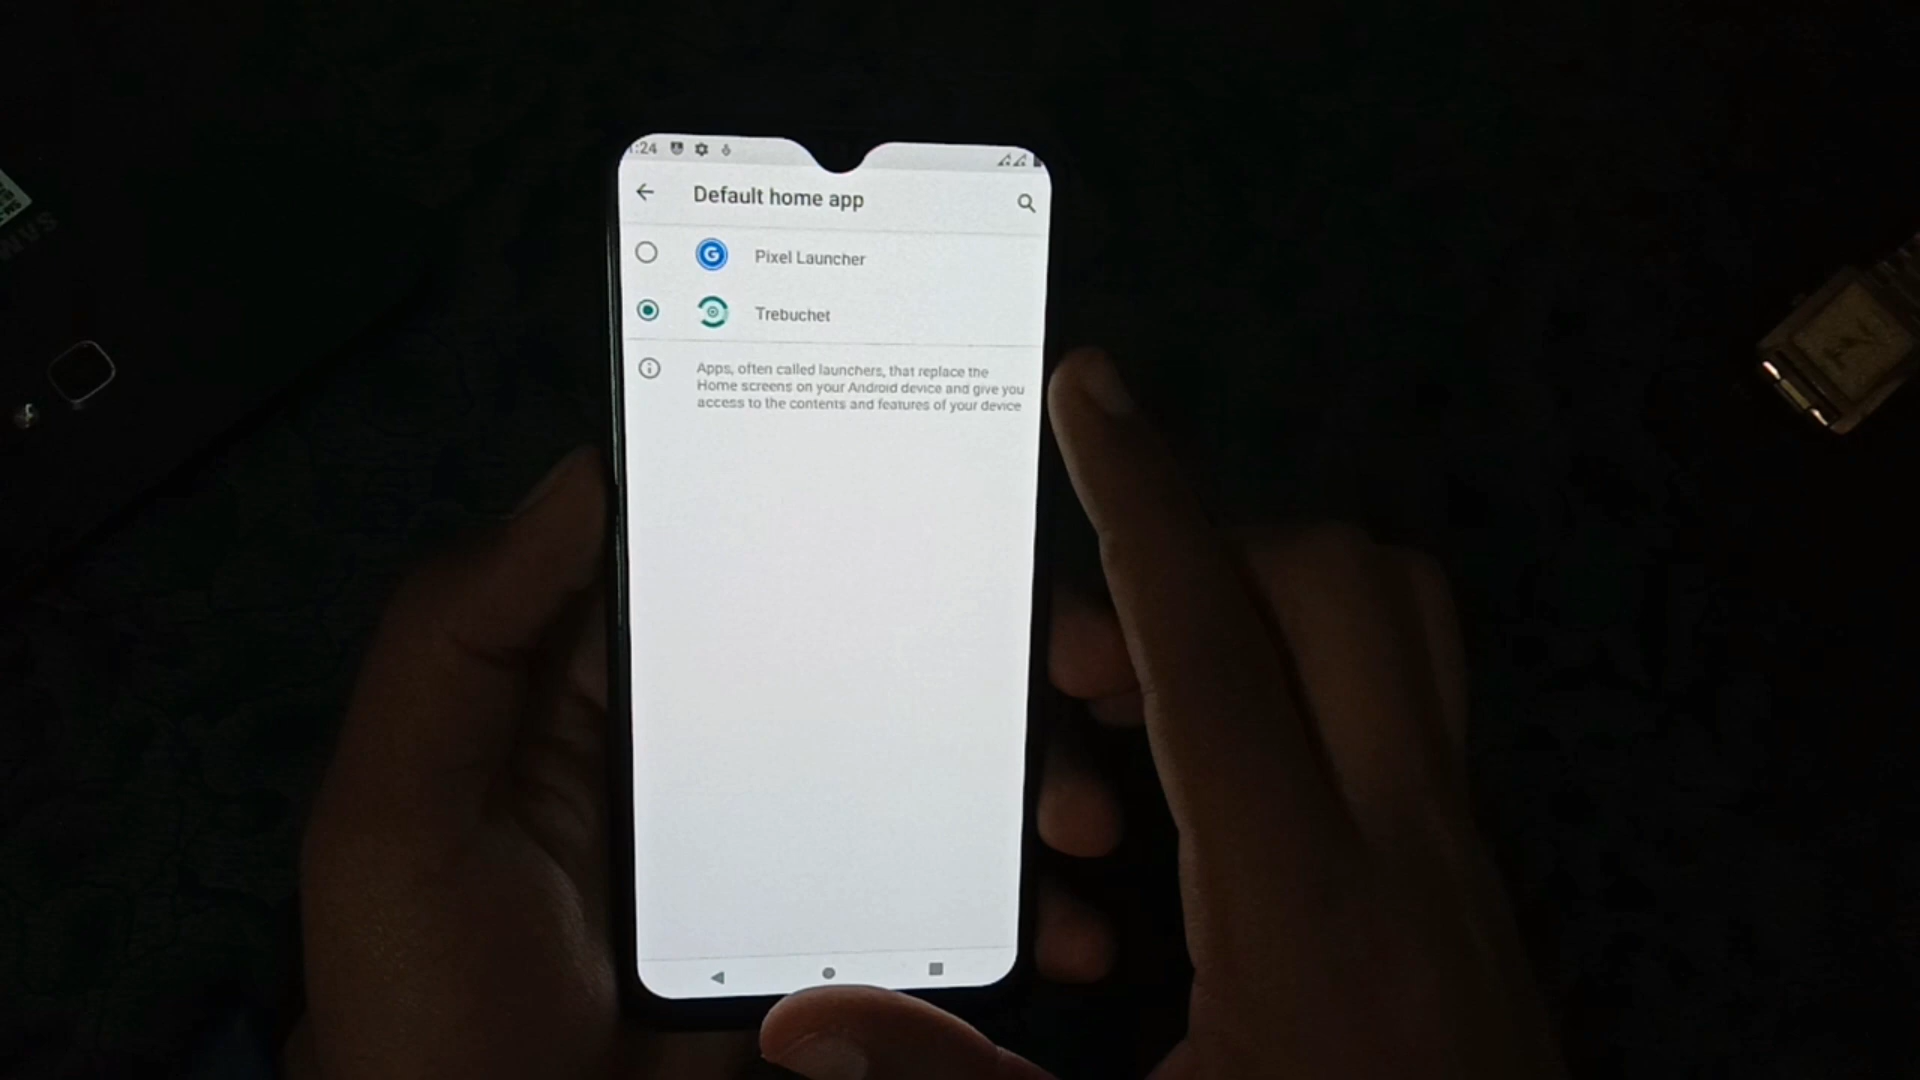 :24
Default home app
G
Pixel Launcher
Trebuchet
Apps, often called launchers, that replace the
Home screens on your Android device and give you
access to the contents and features of your device
SAM